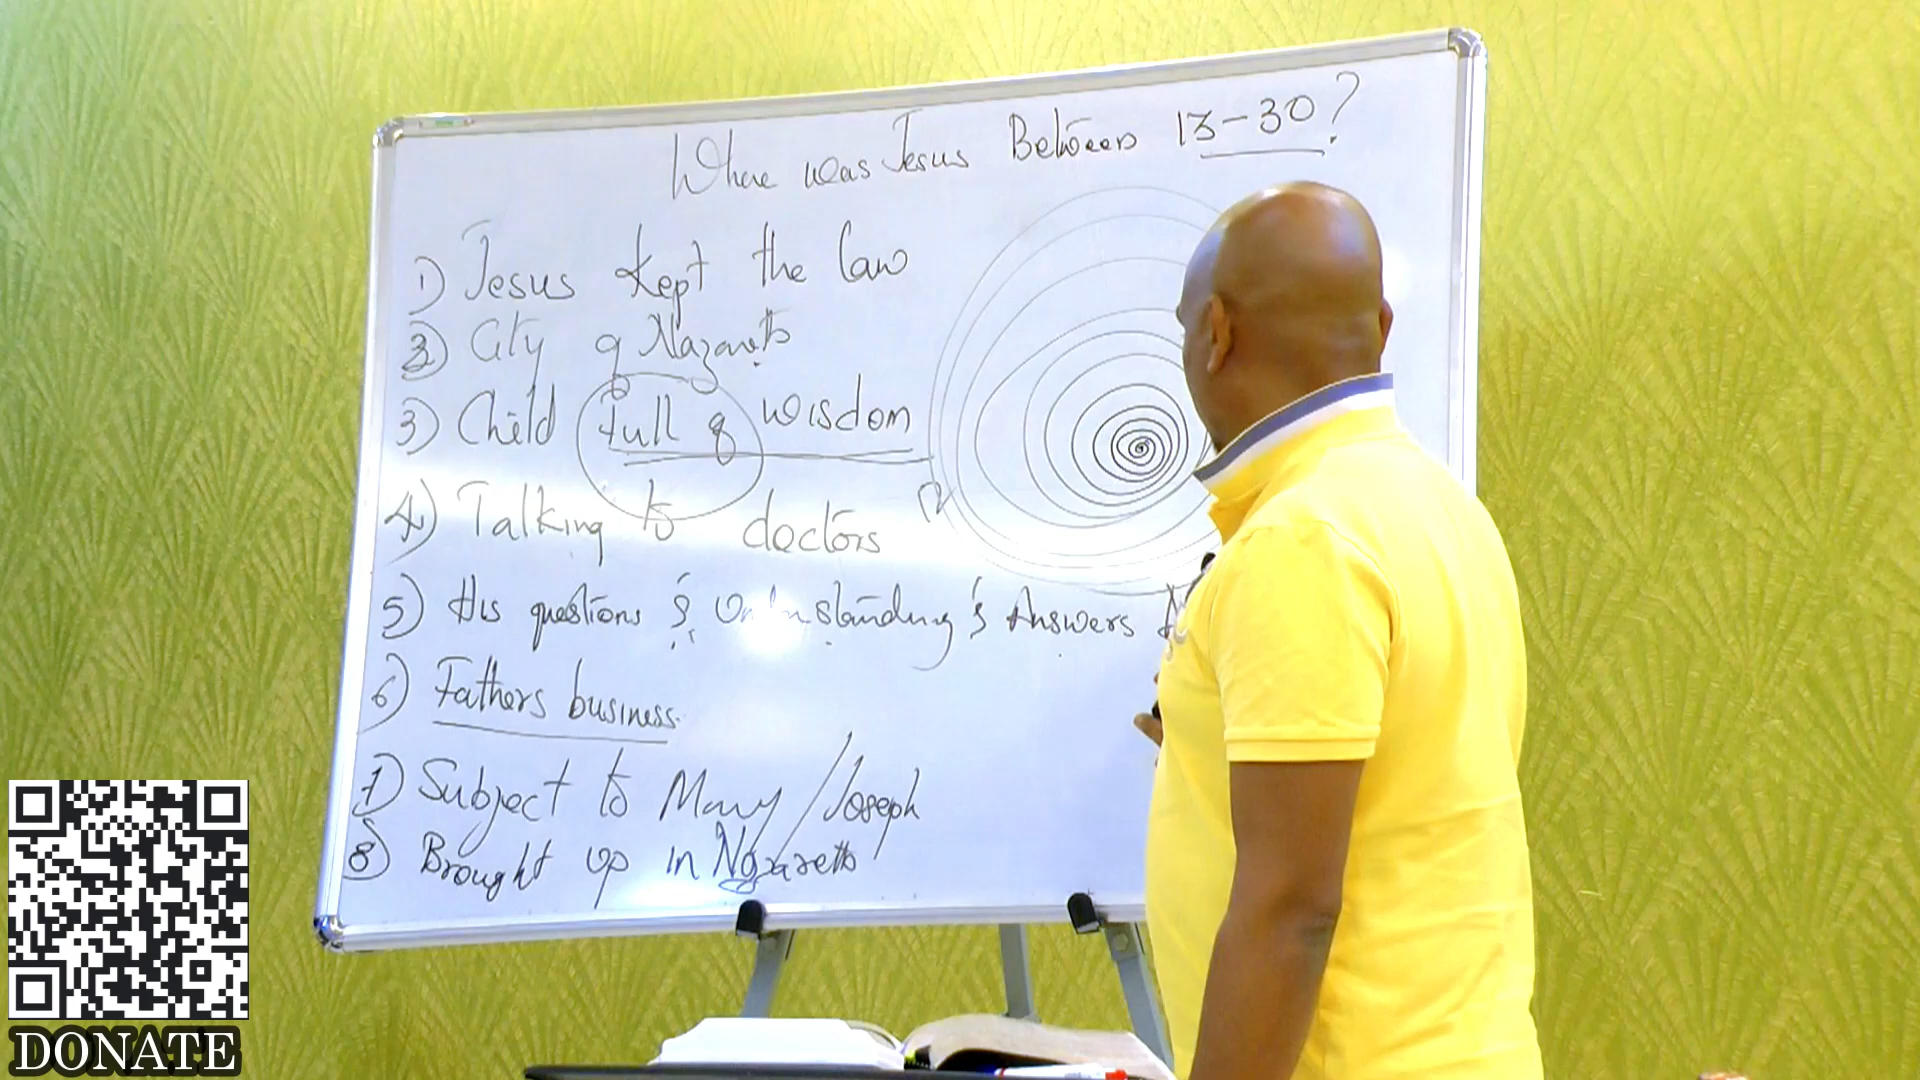 Where was Jesus Between 13-30?
1) Jesus kept the law
2) City of Nazareth
3) Child full of wisdom
4) Talking to doctors
5) His questions & Understanding & Answers
6) Fathers business.
7) Subject to Mary/Joseph
8) Brought up in Nazareth
DONATE